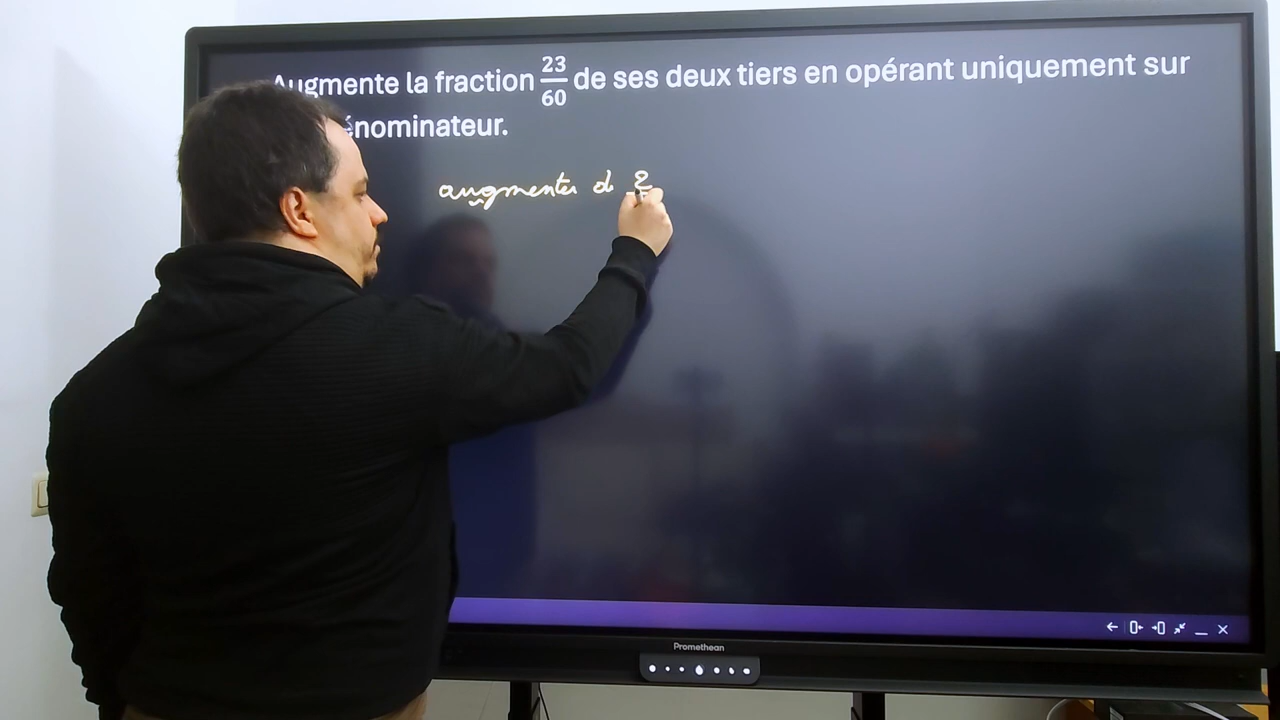 Augmente la fraction 23/60 de ses deux tiers en opérant uniquement sur
énominateur.
augmenter de 2
Promethean